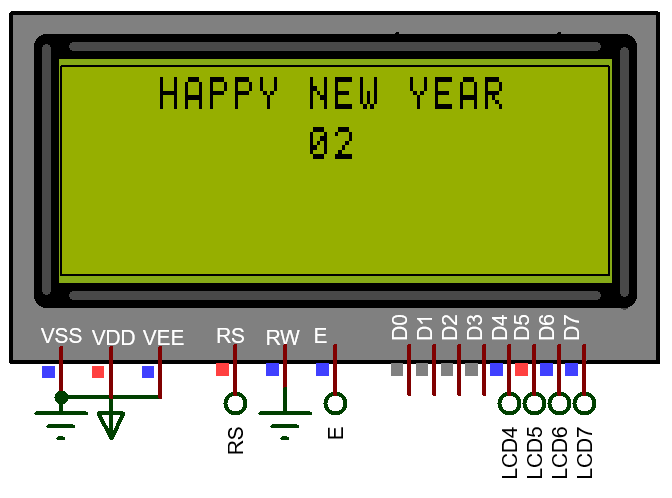 HAPPY NEW YEAR
02
VSS VDD VEE RS RW E D0 D1 D2 D3 D4 D5 D6 D7
RS E LCD4 LCD5 LCD6 LCD7